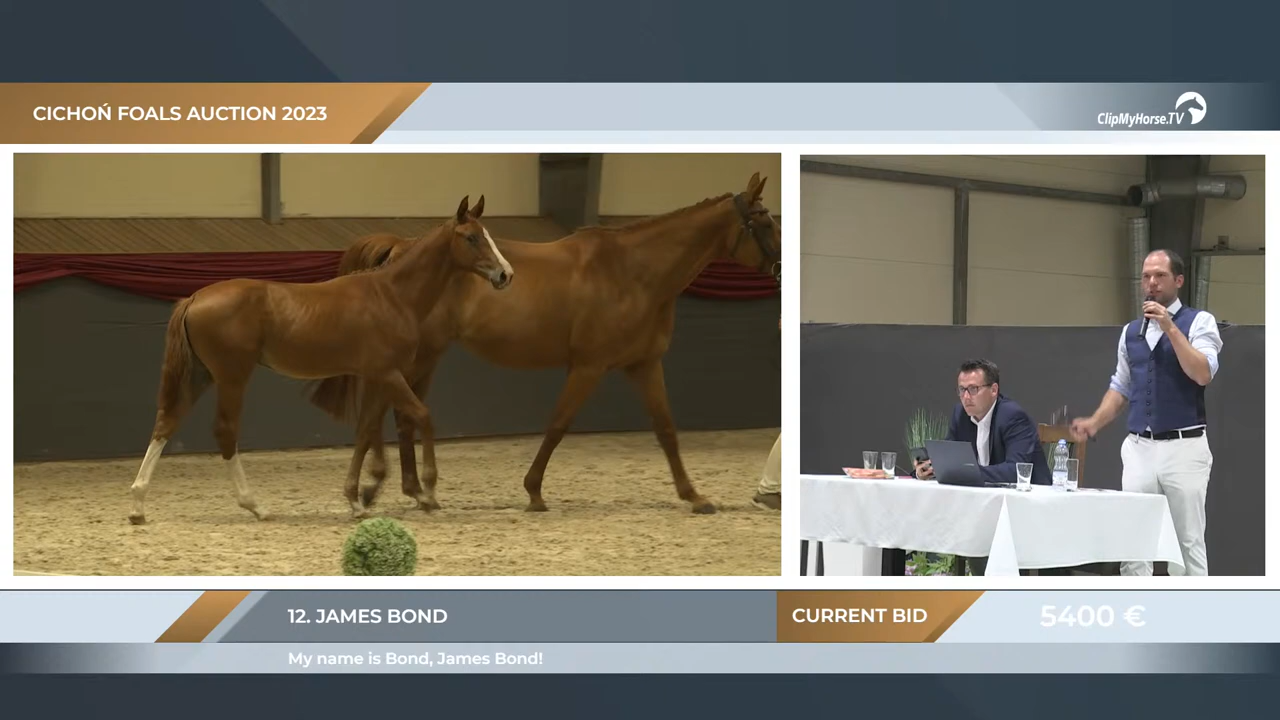 CICHOŃ FOALS AUCTION 2023
ClipMyHorse.TV
12. JAMES BOND
CURRENT BID
5400 €
My name is Bond, James Bond!